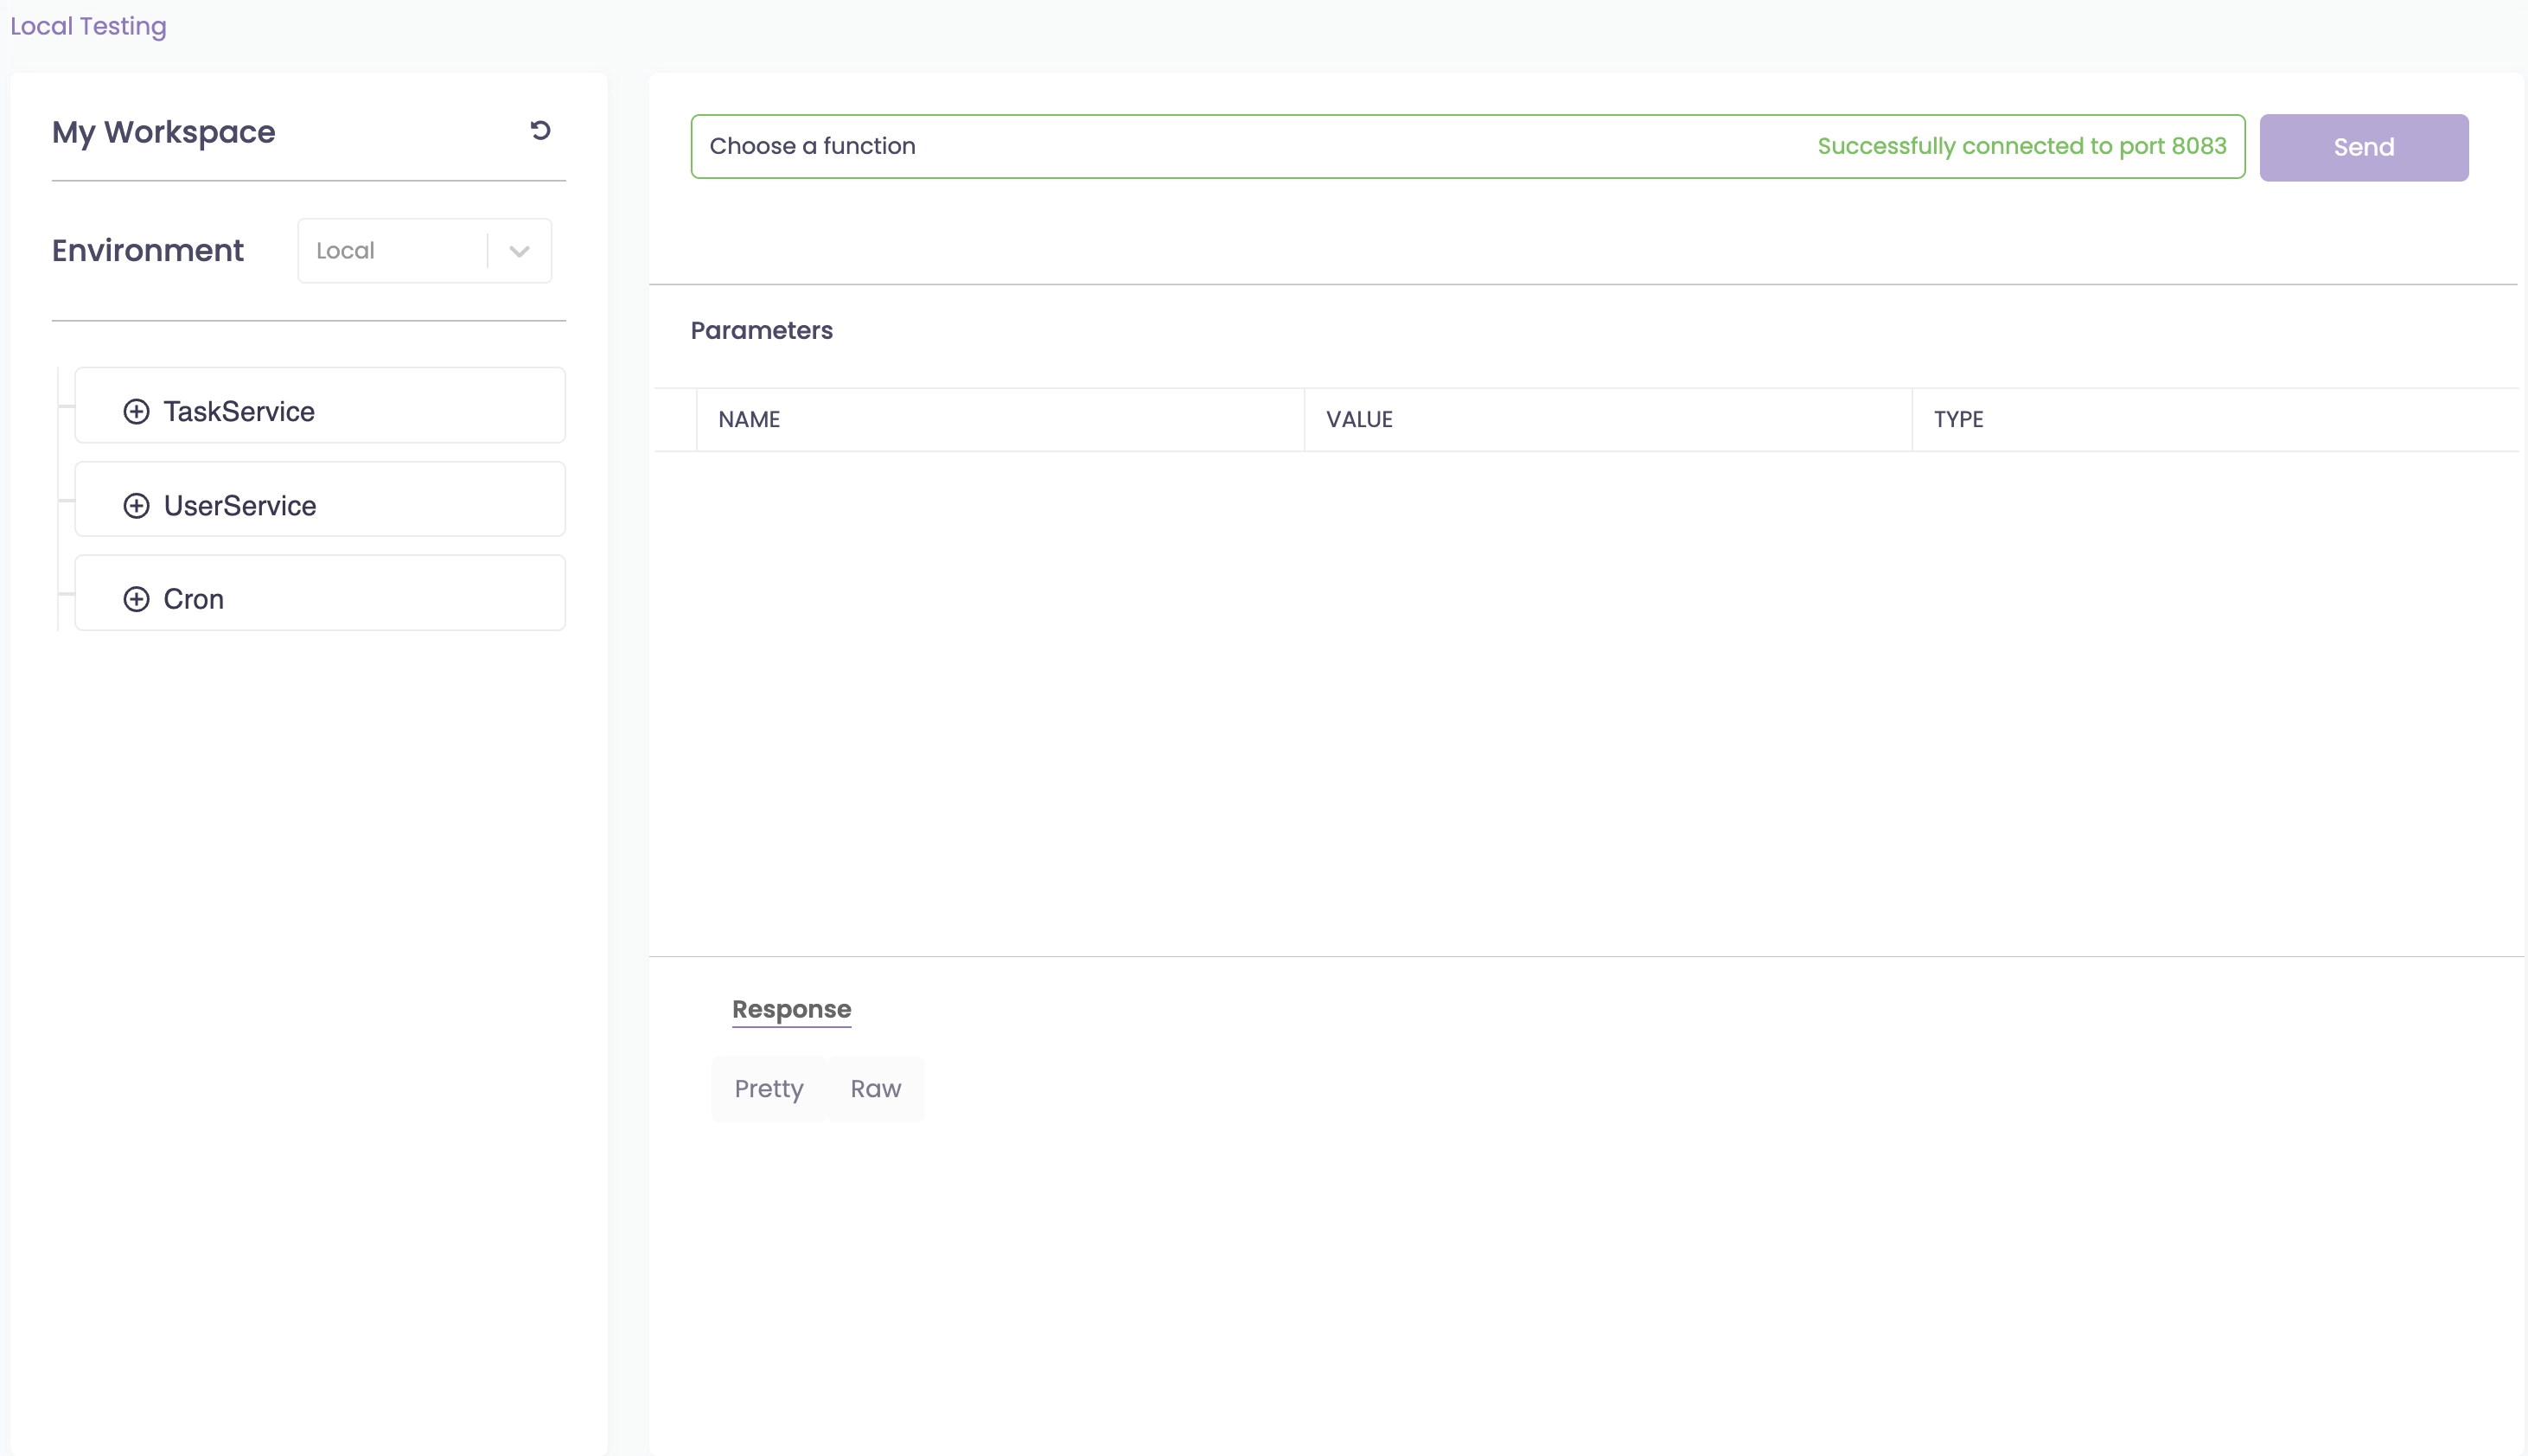 Local Testing
My Workspace
Environment
Local
TaskService
UserService
Cron
Choose a function
Successfully connected to port 8083
Send
Parameters
NAME VALUE TYPE
Response
Pretty Raw